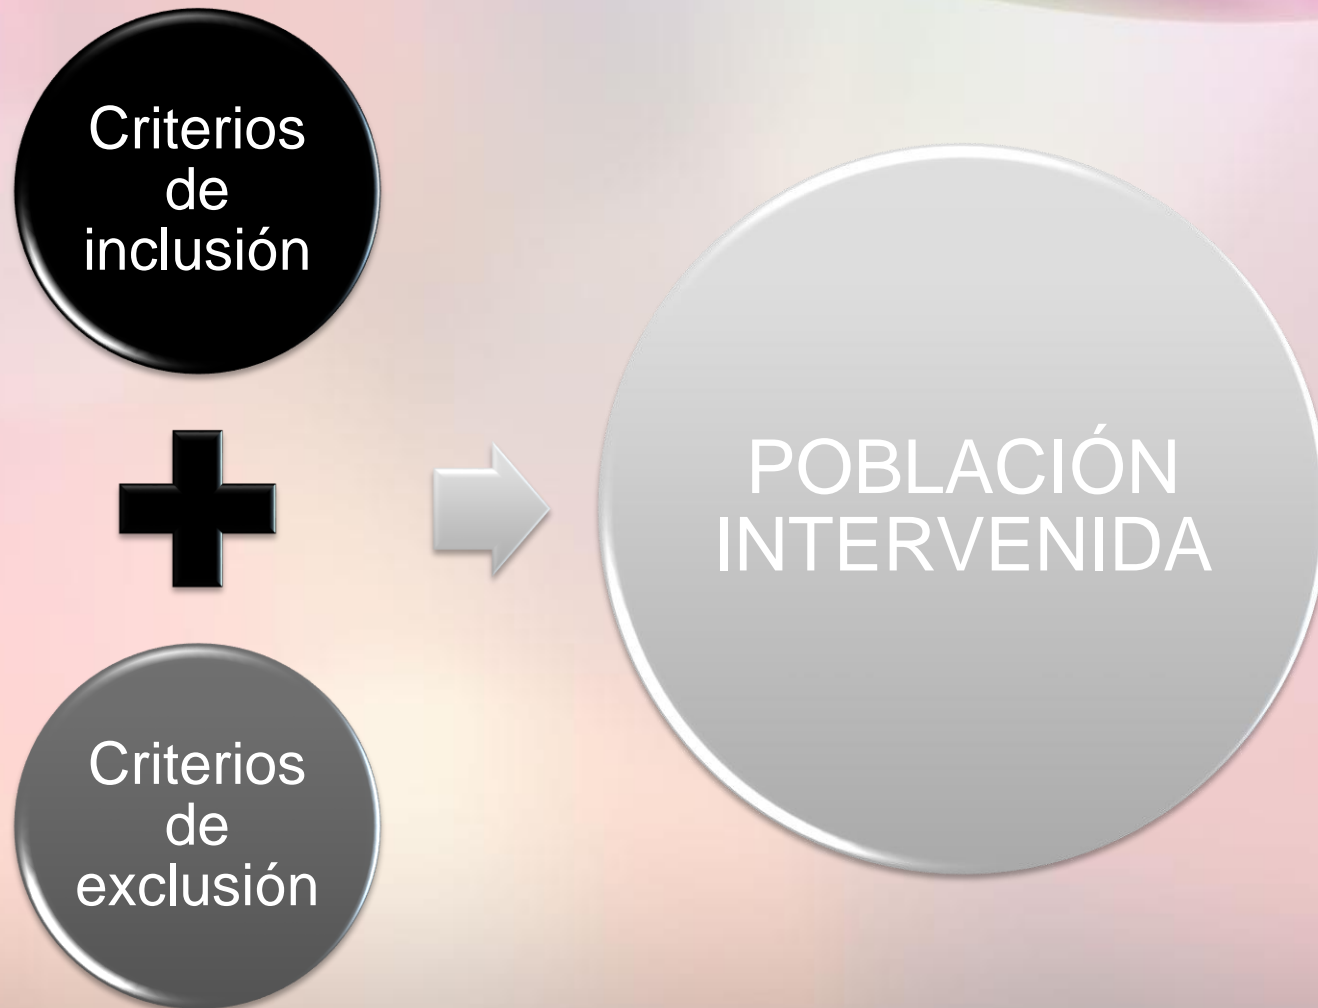 Criterios
de
inclusión
Criterios
de
exclusión
POBLACIÓN
INTERVENIDA